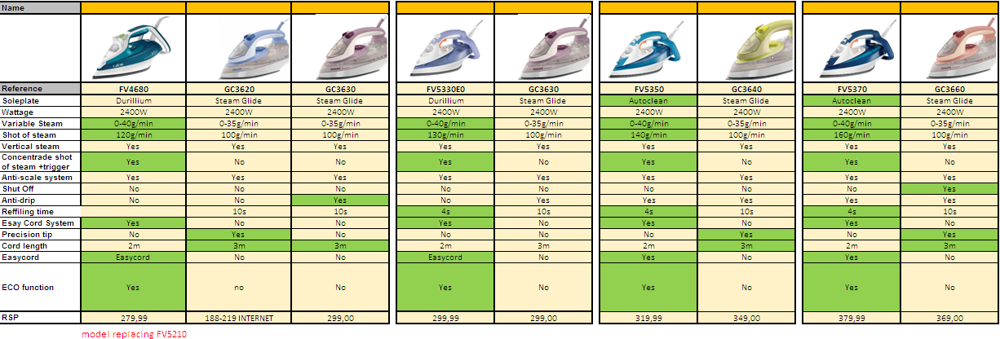 Name
Reference FV4680 GC3620 GC3630 FV5330E0 GC3630 FV5350 GC3640 FV5370 GC3660
Soleplate Durillium Steam Glide Steam Glide Durillium Steam Glide Autoclean Steam Glide Autoclean Steam Glide
Wattage 2400W 2400W 2400W 2400W 2400W 2400W 2400W 2400W 2400W
Variable Steam 0-40g/min 0-35g/min 0-35g/min 0-40g/min 0-35g/min 0-40g/min 0-35g/min 0-40g/min 0-35g/min
Shot of steam 120g/min 100g/min 100g/min 130g/min 100g/min 140g/min 100g/min 160g/min 100g/min
Vertical steam Yes Yes Yes Yes Yes Yes Yes Yes Yes
Concentrade shot
of steam +trigger Yes No No Yes No Yes No Yes No
Anti-scale system Yes Yes Yes Yes Yes Yes Yes Yes Yes
Shut Off No No No No No No No No Yes
Anti-drip No No Yes No Yes Yes Yes Yes Yes
Reffiling time 10s 10s 4s 10s 4s 10s 4s 10s
Esay Cord System Yes No No Yes No Yes No Yes No
Precision tip No Yes No No No No Yes No Yes
Cord length 2m 3m 3m 2m 3m 2m 3m 2m 3m
Easycord Easycord No No Easycord No Yes No Yes No
ECO function Yes no No Yes No Yes No Yes No
RSP 279,99 188-219 INTERNET 299,00 299,99 299,00 319,99 349,00 379,99 369,00
model replacing FV5210